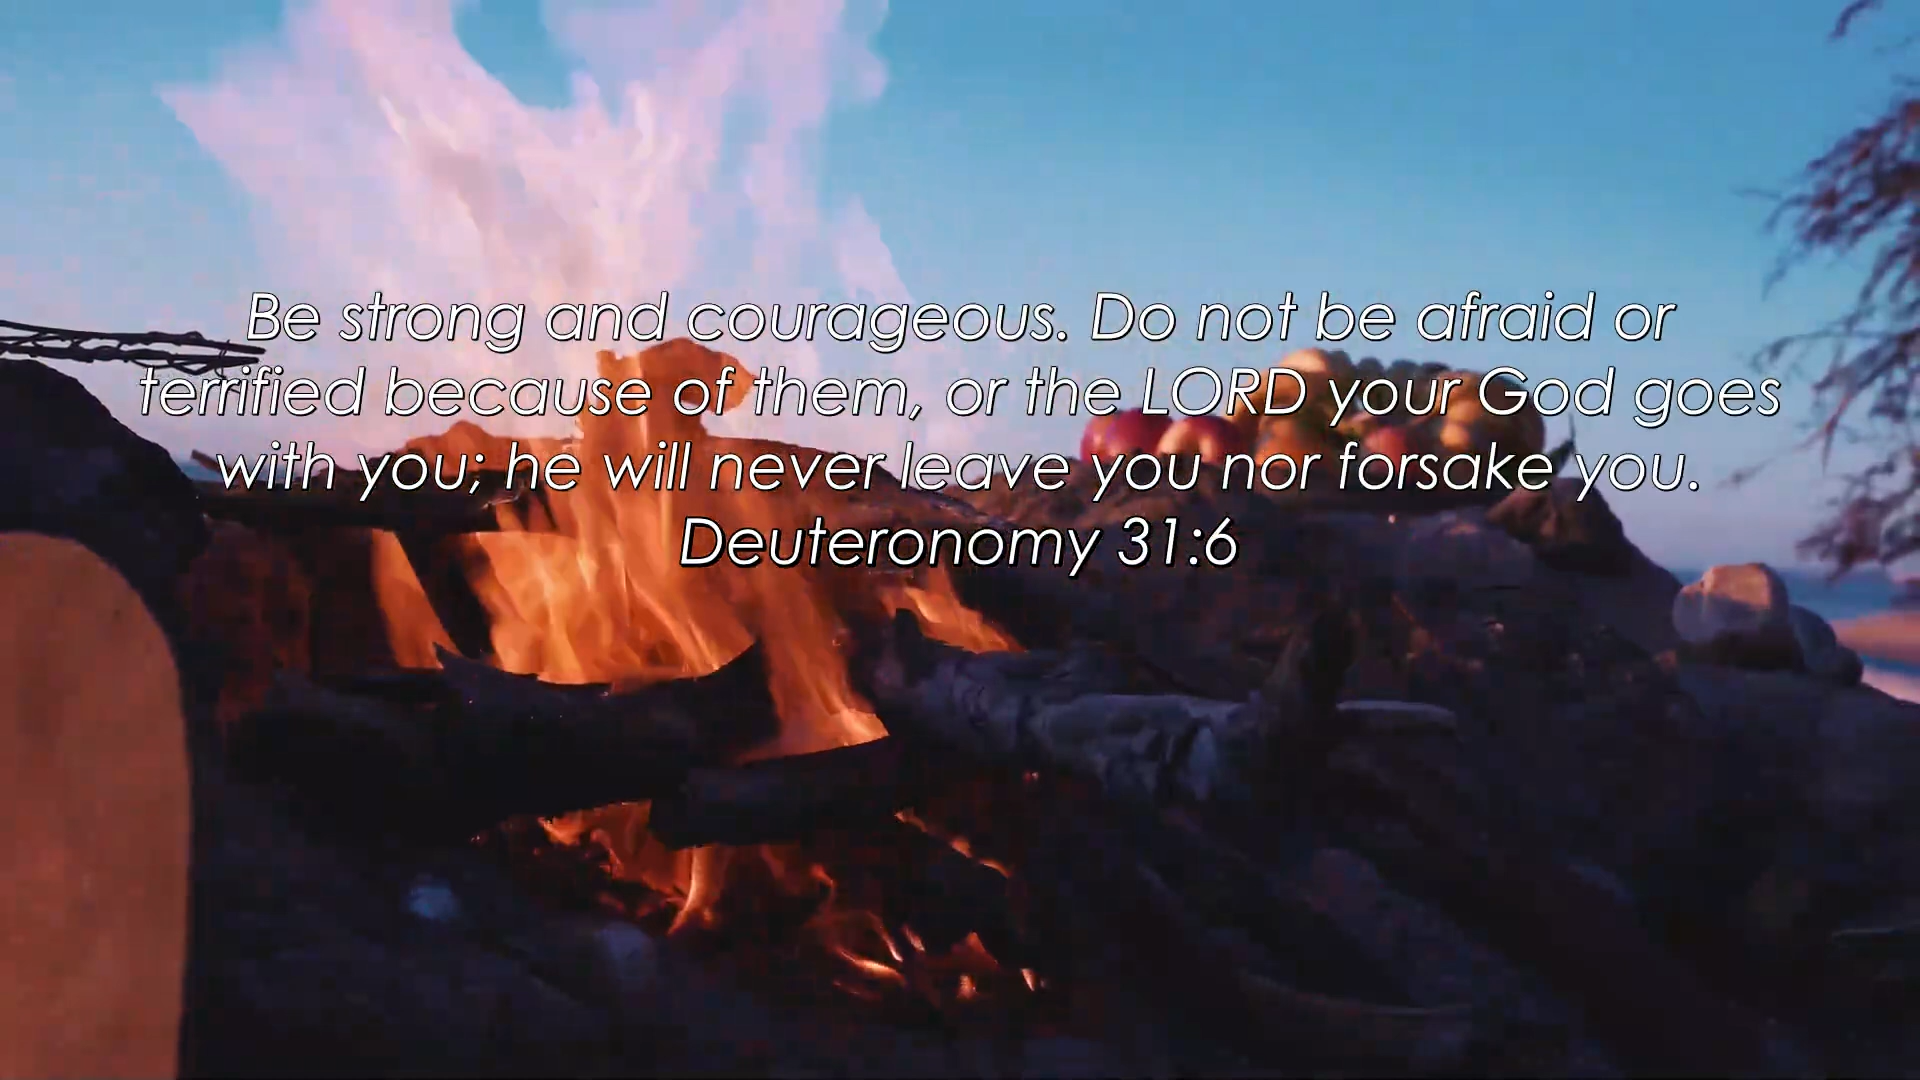 Be strong and courageous. Do not be afraid or
terrified because of them, or the LORD your God goes
with you; he will never leave you nor forsake you.
Deuteronomy 31:6